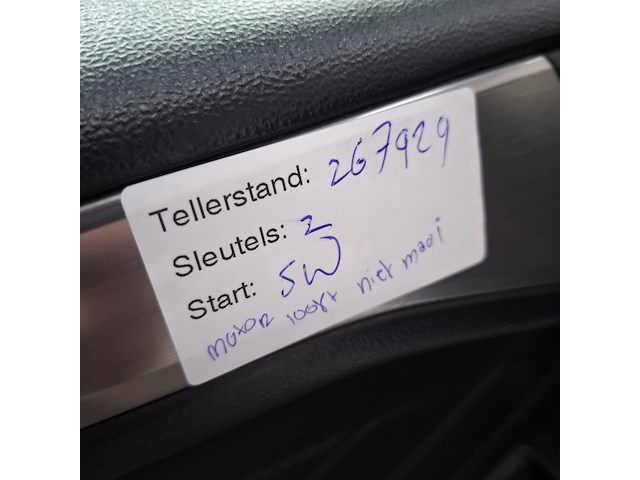 Tellerstand: 267929
Sleutels: 2
Start: SW
motor loopt niet mooi